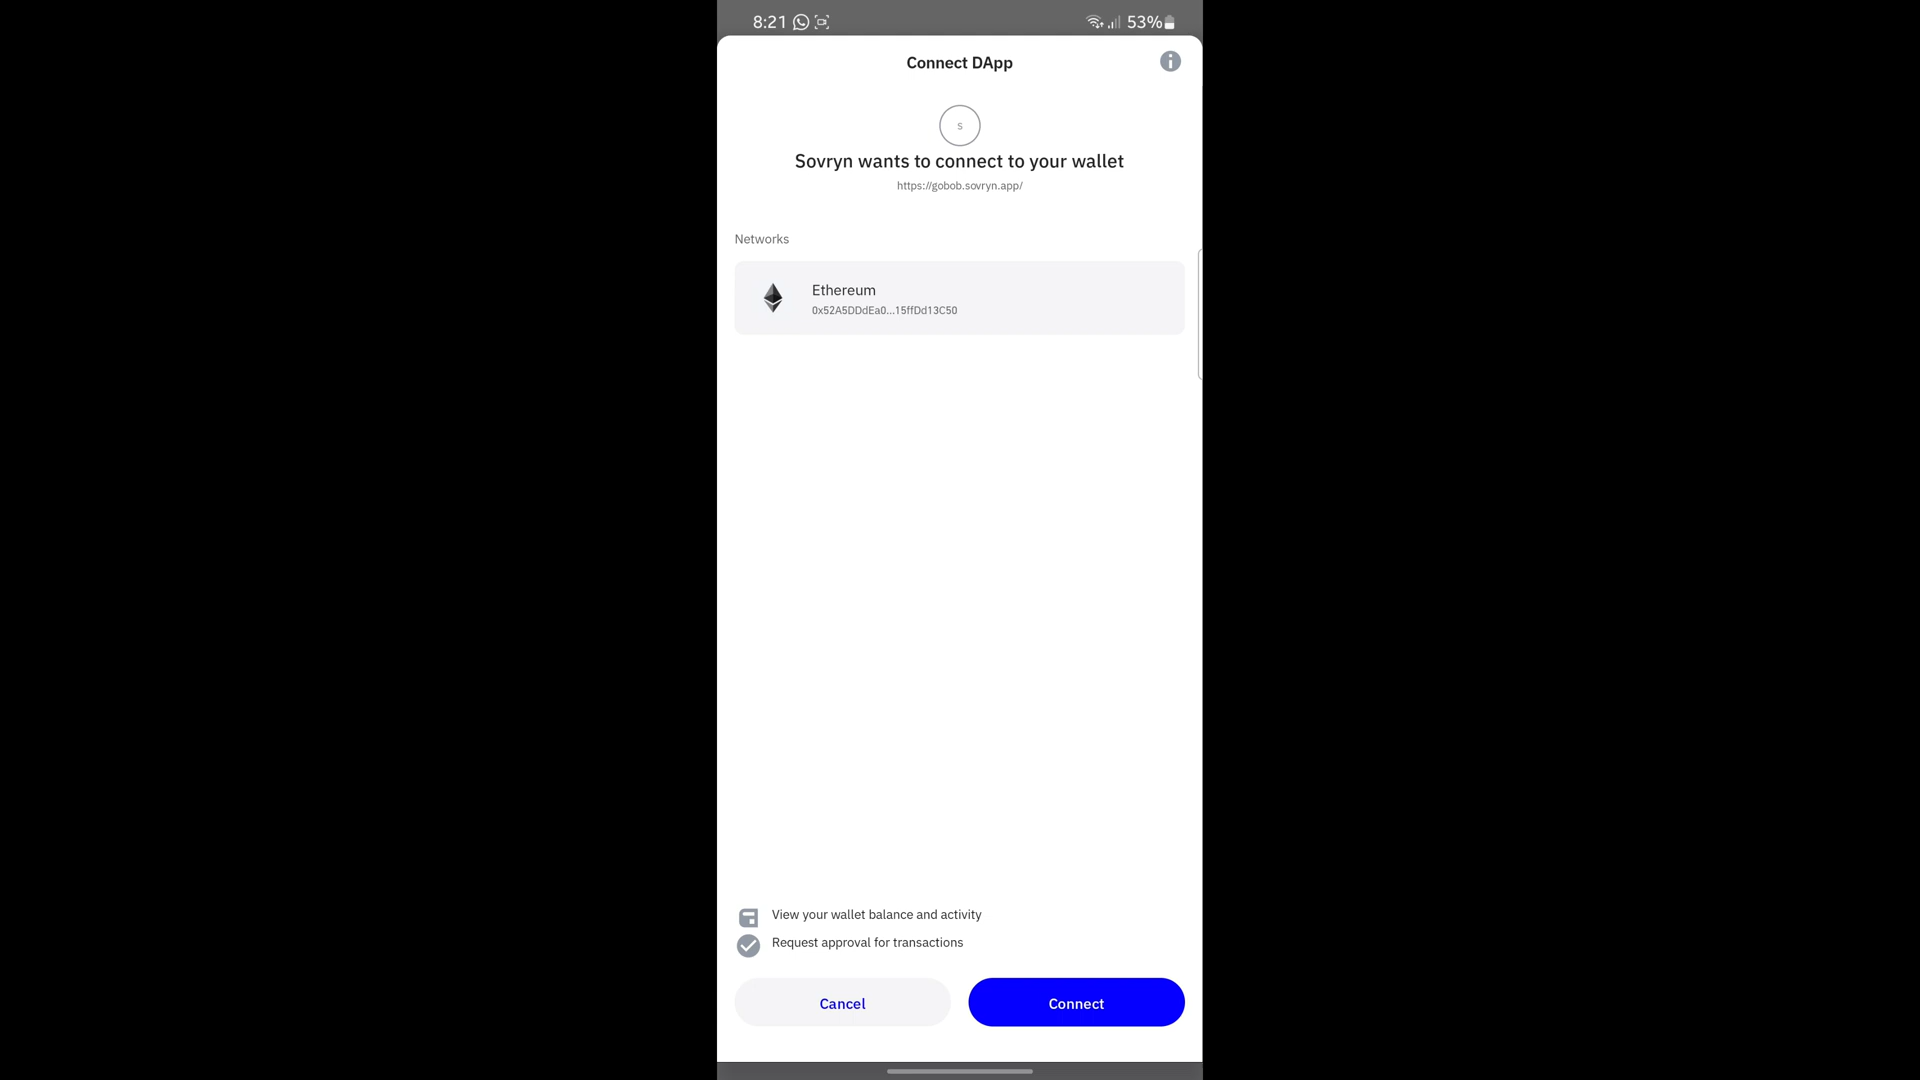 8:21
53%
Connect DApp
S
Sovryn wants to connect to your wallet
https://gobob.sovryn.app/
Networks
Ethereum
0x52A5DDdEa0...15ffDd13C50
View your wallet balance and activity
Request approval for transactions
Cancel
Connect